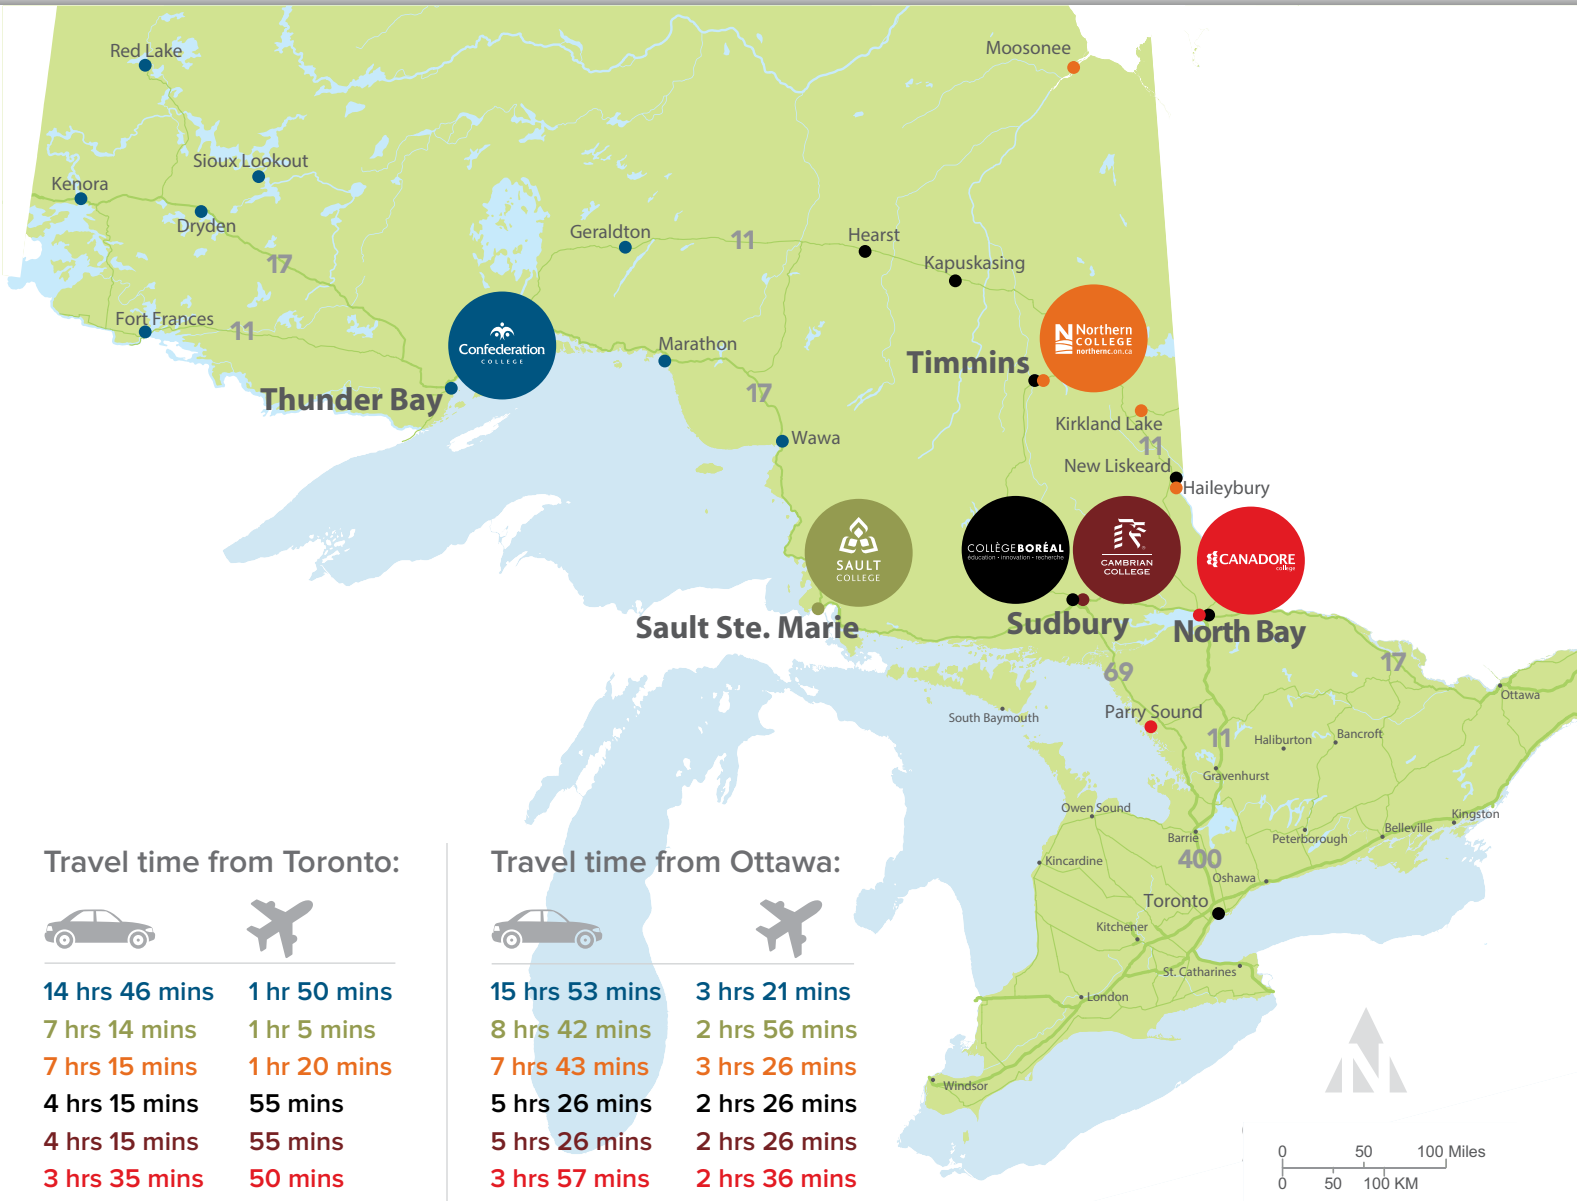 Red Lake
Moosonee
Sioux Lookout
Kenora
Dryden
Geraldton
11
Hearst
Kapuskasing
17
Fort Frances
11
Confederation
COLLEGE
Marathon
Northern
COLLEGE
northernc.on.ca
Timmins
Thunder Bay
17
Kirkland Lake
11
Wawa
New Liskeard
Haileybury
SAULT
COLLEGE
COLLÈGEBORÉAL
éducation • innovation • recherche
CAMBRIAN
COLLEGE
CANADORE
college
Sault Ste. Marie
Sudbury
North Bay
69
17
Ottawa
South Baymouth
Parry Sound
11
Haliburton
Bancroft
Gravenhurst
Owen Sound
Barrie
Peterborough
Belleville
Kingston
400
Kincardine
Oshawa
Toronto
Kitchener
St. Catharines
London
Windsor
Travel time from Toronto:
14 hrs 46 mins 1 hr 50 mins
7 hrs 14 mins 1 hr 5 mins
7 hrs 15 mins 1 hr 20 mins
4 hrs 15 mins 55 mins
4 hrs 15 mins 55 mins
3 hrs 35 mins 50 mins
Travel time from Ottawa:
15 hrs 53 mins 3 hrs 21 mins
8 hrs 42 mins 2 hrs 56 mins
7 hrs 43 mins 3 hrs 26 mins
5 hrs 26 mins 2 hrs 26 mins
5 hrs 26 mins 2 hrs 26 mins
3 hrs 57 mins 2 hrs 36 mins
N
0 50 100 Miles
0 50 100 KM